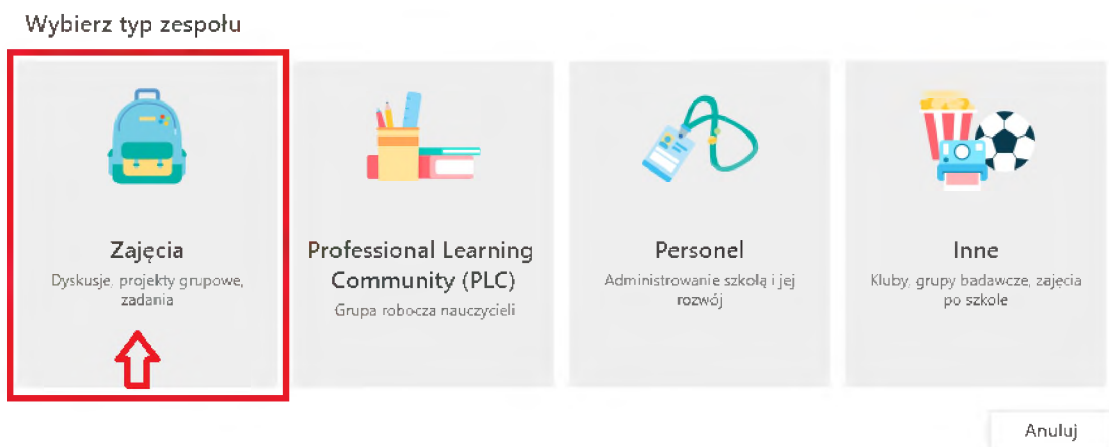 Wybierz typ zespołu
Zajęcia
Dyskusje, projekty grupowe,
zadania
Professional Learning
Community (PLC)
Grupa robocza nauczycieli
Personel
Administrowanie szkołą i jej
rozwój
Inne
Kluby, grupy badawcze, zajęcia
po szkole
Anuluj